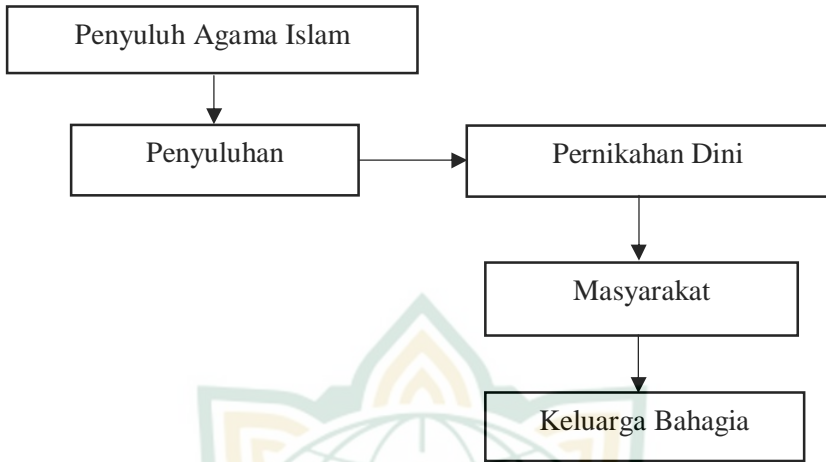 Penyuluh Agama Islam
Penyuluhan
Pernikahan Dini
Masyarakat
Keluarga Bahagia